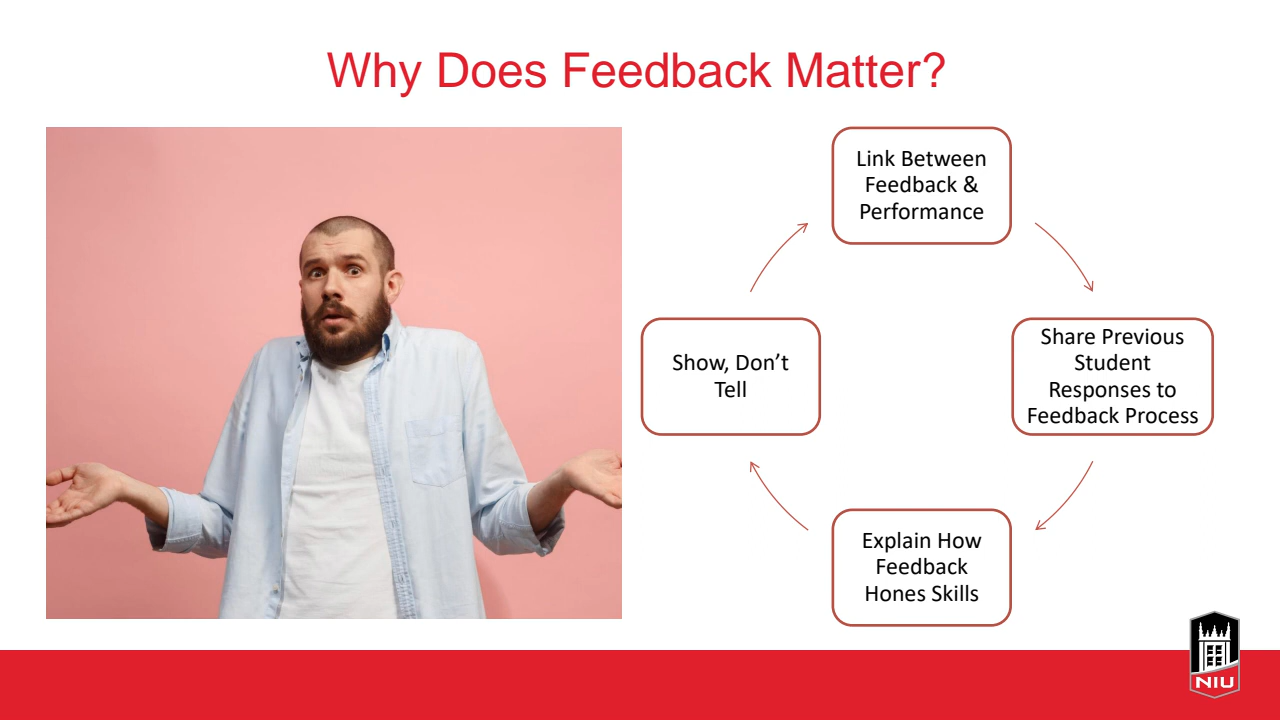 Why Does Feedback Matter?
Link Between
Feedback &
Performance
Share Previous
Student
Responses to
Feedback Process
Explain How
Feedback
Hones Skills
Show, Don’t
Tell
NIU